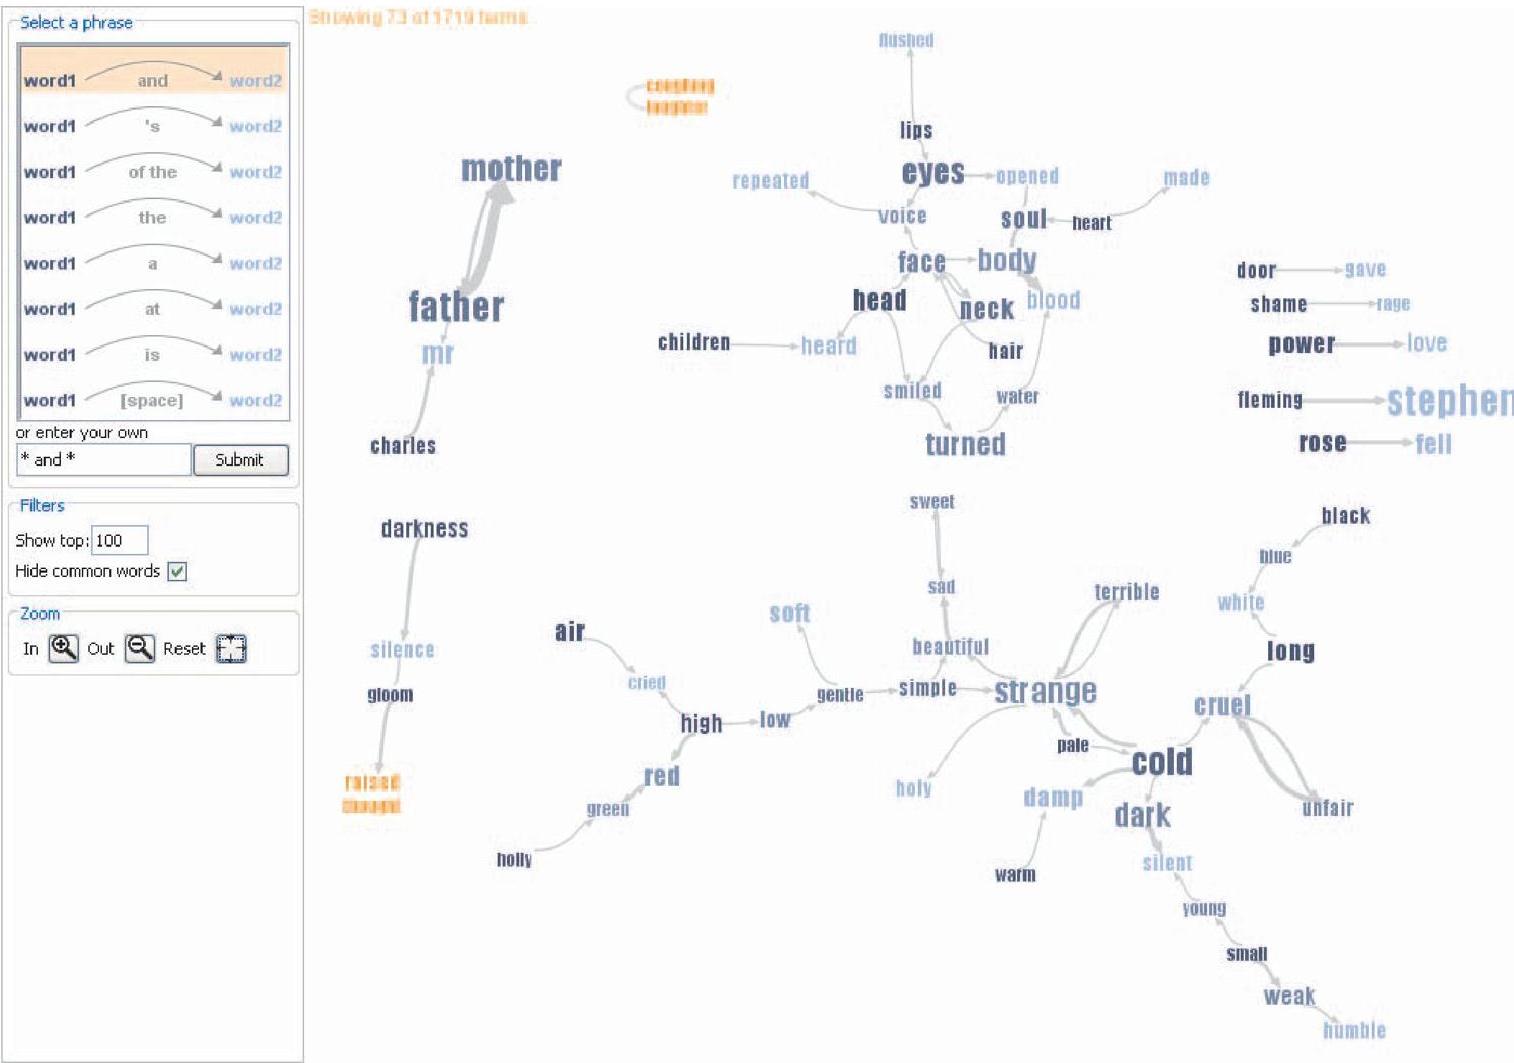 Select a phrase
word1 and word2
word1 's word2
word1 of the word2
word1 the word2
word1 a word2
word1 at word2
word1 is word2
word1 [space] word2
or enter your own
* and *
Submit
Filters
Show top: 100
Hide common words
Zoom
In Out Reset
Showing 73 of 1719 terms
flushed
lips
mother
eyes
opened
repeated
made
voice
soul
heart
face
body
door gave
head
neck
blood
shame rage
father
children
heard
hair
power love
mr
smiled
water
fleming stephen
charles
turned
rose fell
darkness
sweet
black
blue
sad
terrible
white
soft
air
silence
beautiful
long
cried
gloom
gentle
simple
strange
high
low
cruel
pale
cold
red
raised
thought
holy
damp
green
dark
unfair
holly
silent
warm
young
small
weak
humble